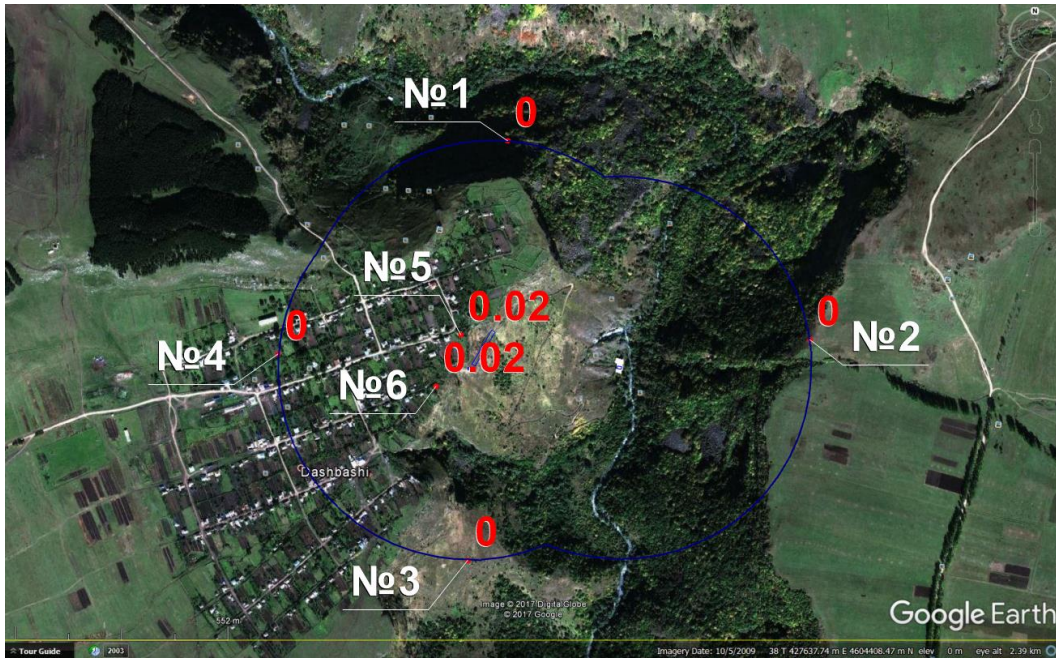 №1
0
№5
0.02
0
№4
0.02
0
№2
№6
Dashbashi
0
№3
Image © 2017 DigitalGlobe
© 2017 Google
Google Earth
552 m
Tour Guide
2003
Imagery Date: 10/5/2009 38 T 427637.74 m E 4604408.47 m N elev 0 m eye alt 2.39 km
N